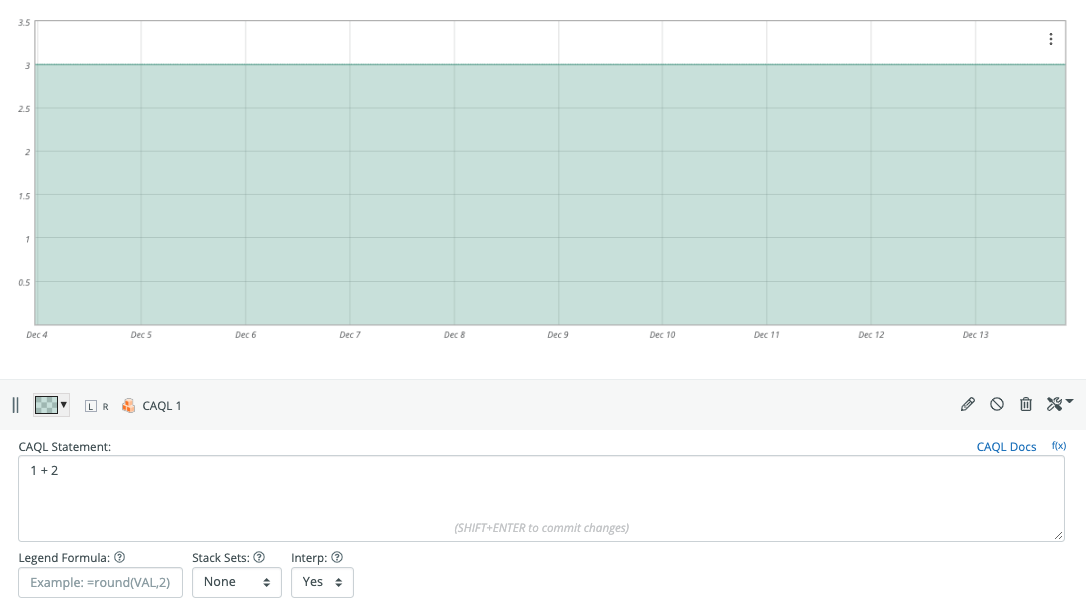 3.5
3
2.5
2
1.5
1
0.5
Dec 4 Dec 5 Dec 6 Dec 7 Dec 8 Dec 9 Dec 10 Dec 11 Dec 12 Dec 13
L R CAQL 1
CAQL Statement: CAQL Docs f(x)
1 + 2
(SHIFT+ENTER to commit changes)
Legend Formula: ? Stack Sets: ? Interp: ?
Example: =round(VAL,2) None Yes